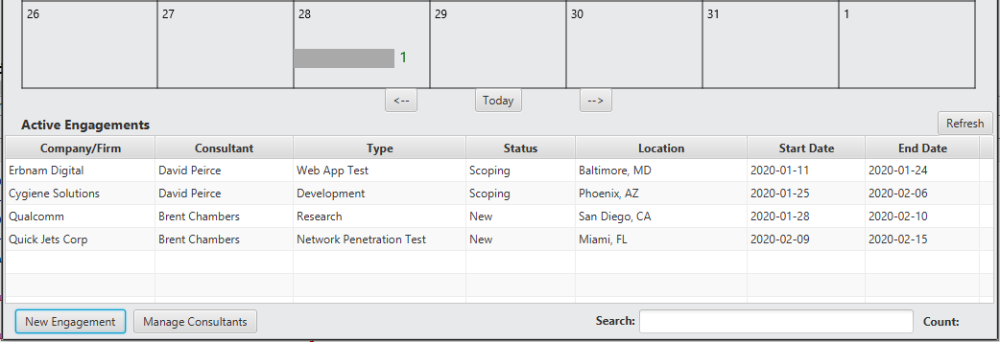 26 27 28 29 30 31 1
1
<-- Today -->
Active Engagements Refresh
Company/Firm Consultant Type Status Location Start Date End Date
Erbnam Digital David Peirce Web App Test Scoping Baltimore, MD 2020-01-11 2020-01-24
Cygiene Solutions David Peirce Development Scoping Phoenix, AZ 2020-01-25 2020-02-06
Qualcomm Brent Chambers Research New San Diego, CA 2020-01-28 2020-02-10
Quick Jets Corp Brent Chambers Network Penetration Test New Miami, FL 2020-02-09 2020-02-15
New Engagement Manage Consultants Search: Count: